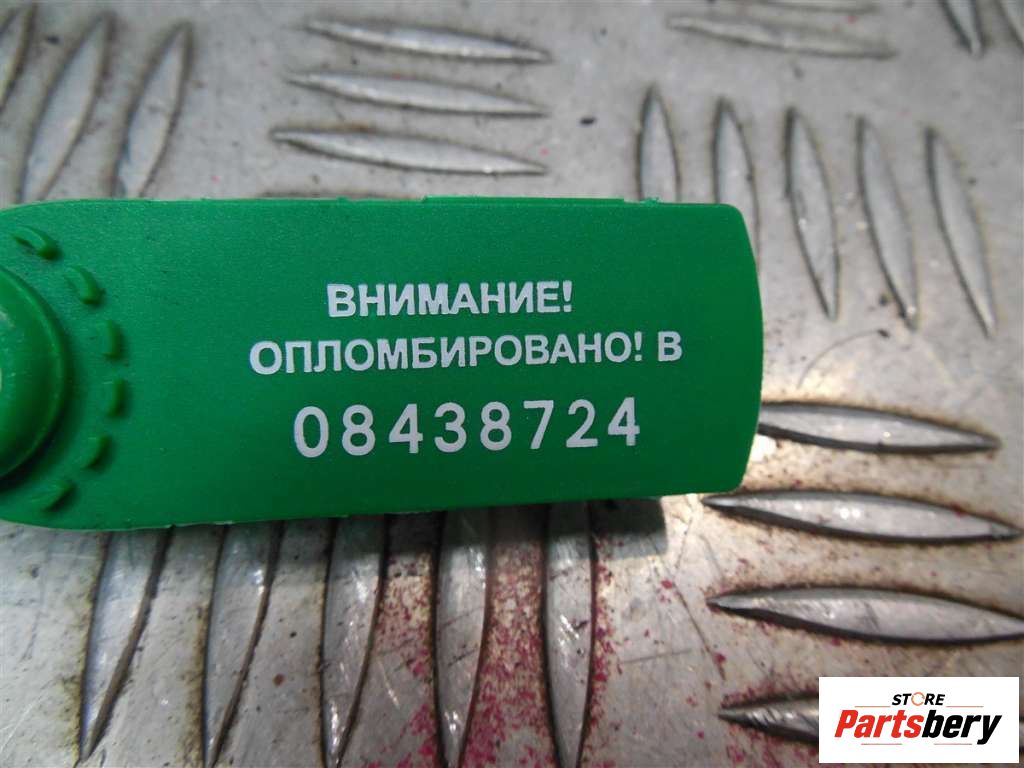 ВНИМАНИЕ!
ОПЛОМБИРОВАНО! В
08438724
STORE
Partsbery